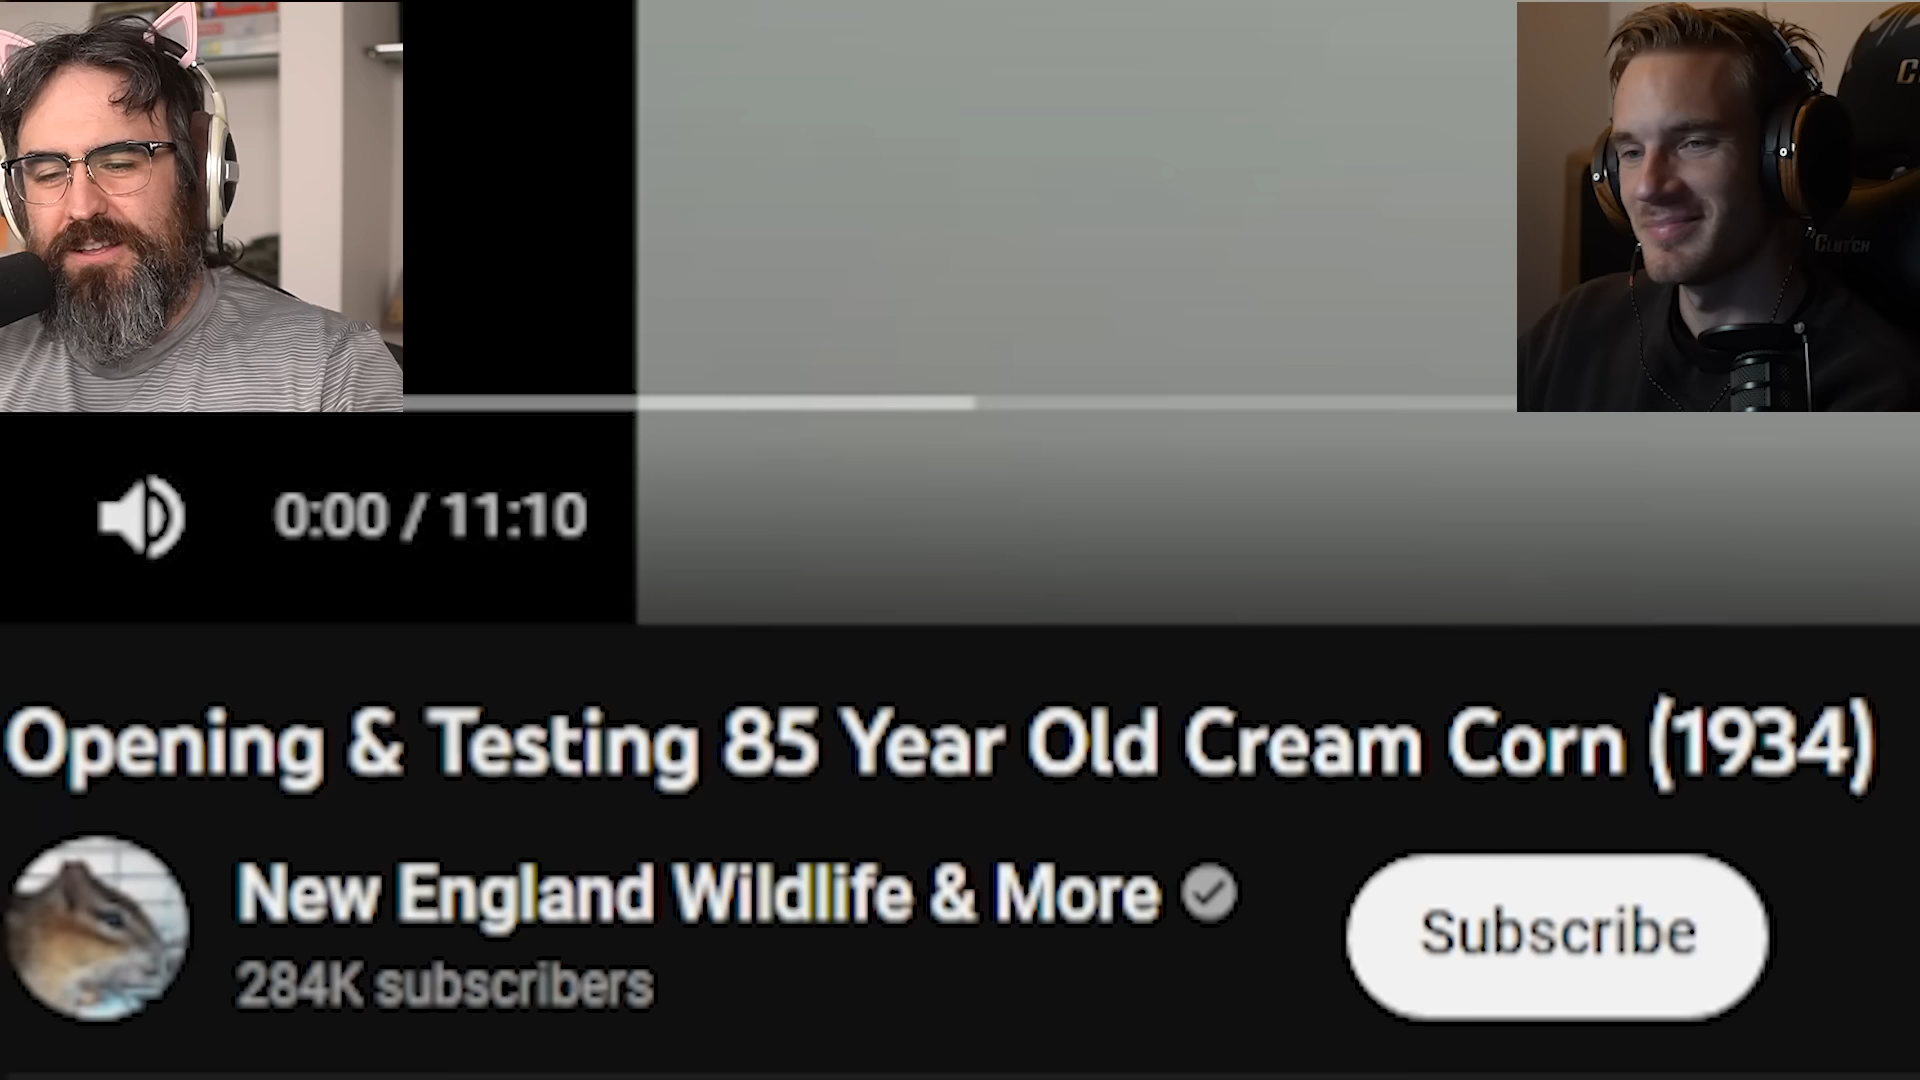 CLUTCH
0:00 / 11:10
Opening & Testing 85 Year Old Cream Corn (1934)
New England Wildlife & More
284K subscribers
Subscribe